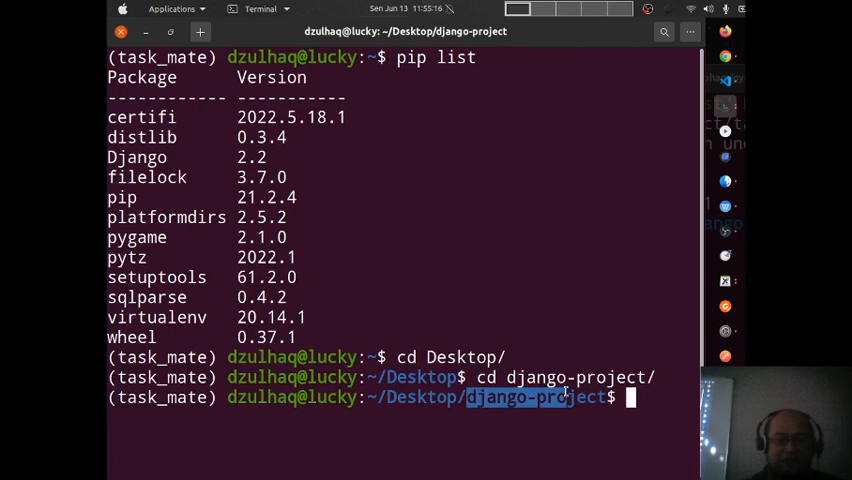 Applications Terminal Sun Jun 13 11:55:16
dzulhaq@lucky: ~/Desktop/django-project
(task_mate) dzulhaq@lucky:~$ pip list
Package Version
------------ -----------
certifi 2022.5.18.1
distlib 0.3.4
Django 2.2
filelock 3.7.0
pip 21.2.4
platformdirs 2.5.2
pygame 2.1.0
pytz 2022.1
setuptools 61.2.0
sqlparse 0.4.2
virtualenv 20.14.1
wheel 0.37.1
(task_mate) dzulhaq@lucky:~$ cd Desktop/
(task_mate) dzulhaq@lucky:~/Desktop$ cd django-project/
(task_mate) dzulhaq@lucky:~/Desktop/django-project$